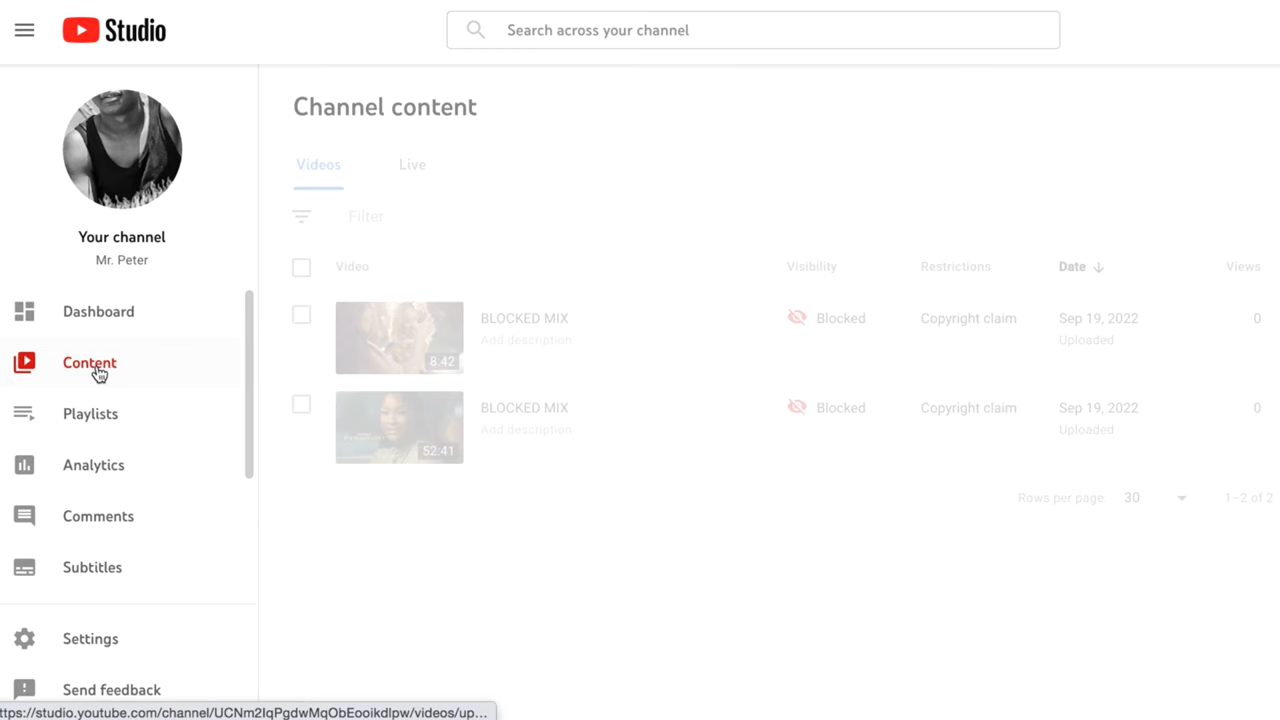 Studio
Search across your channel
Channel content
Videos
Live
Filter
Your channel
Mr. Peter
Dashboard
Content
Playlists
Analytics
Comments
Subtitles
Settings
Send feedback
Video
Visibility
Restrictions
Date
Views
8.42
BLOCKED MIX
Add description
Blocked
Copyright claim
Sep 19, 2022
Uploaded
0
52:41
BLOCKED MIX
Add description
Blocked
Copyright claim
Sep 19, 2022
Uploaded
0
Rows per page: 30
1–2 of 2
ttps://studio.youtube.com/channel/UCNm2IqPgdwMqObEooikdlpw/videos/up...